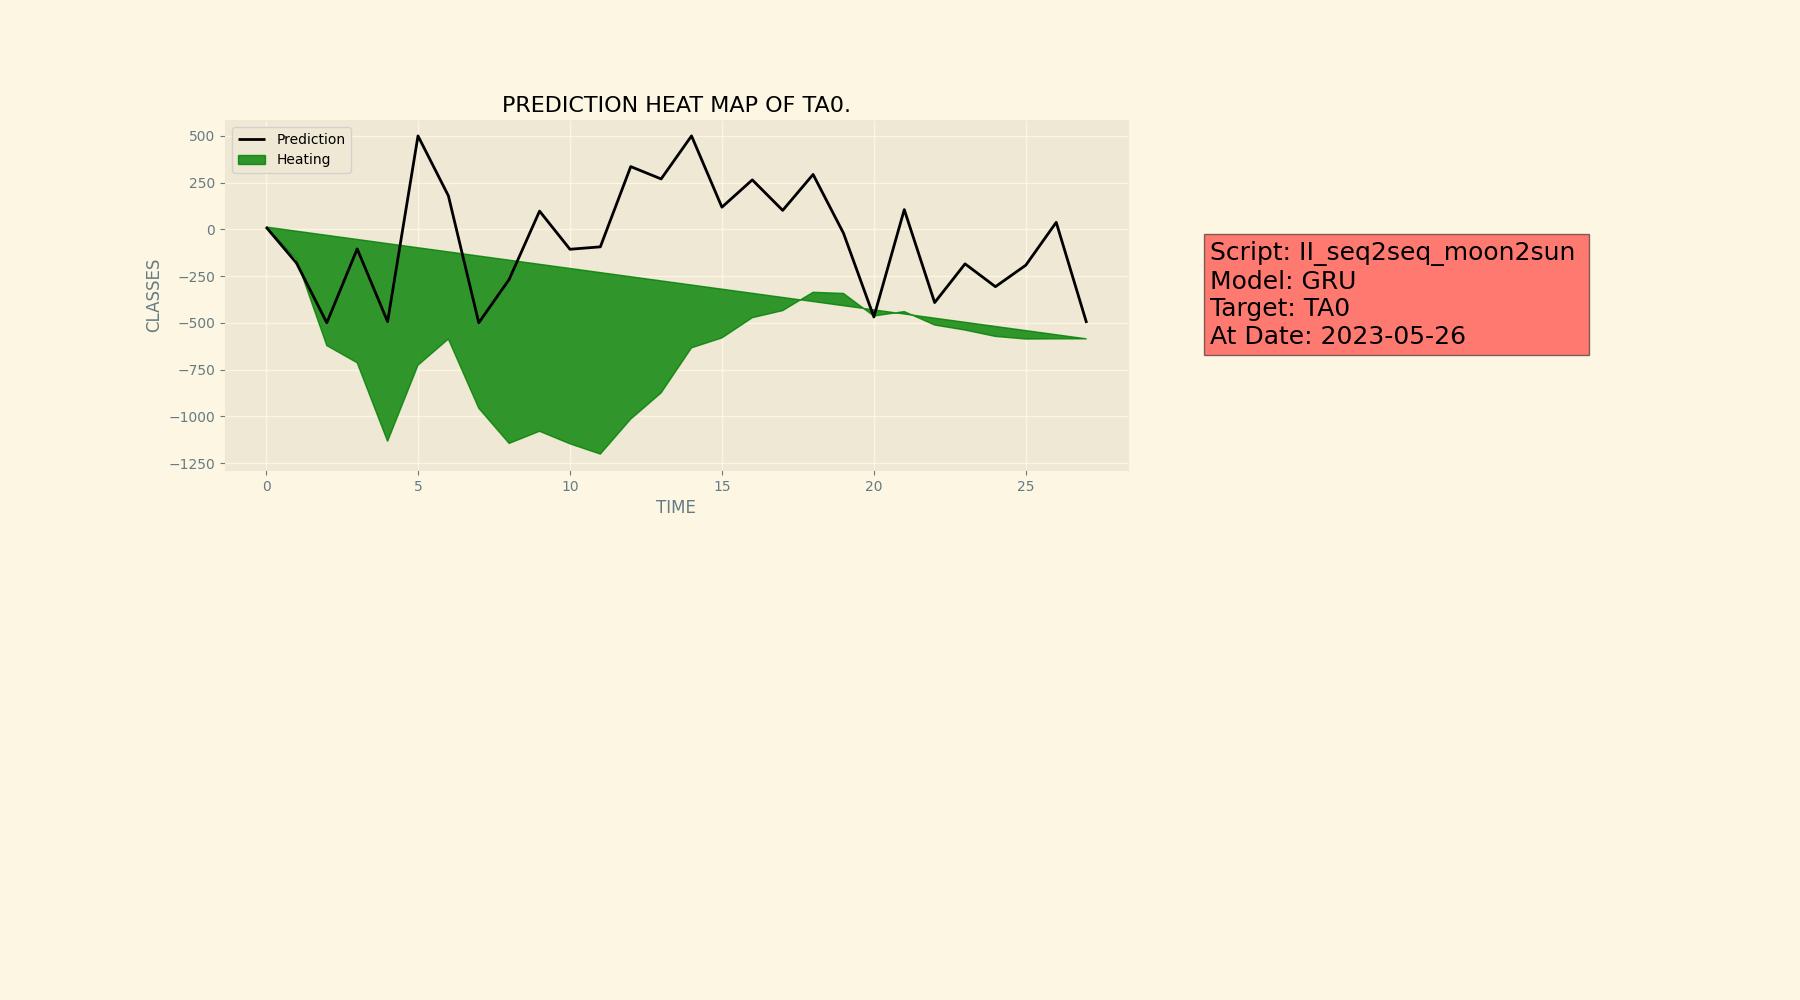 PREDICTION HEAT MAP OF TA0.
Prediction
Heating
500
250
0
−250
−500
−750
−1000
−1250
CLASSES
0 5 10 15 20 25
TIME
Script: II_seq2seq_moon2sun
Model: GRU
Target: TA0
At Date: 2023-05-26